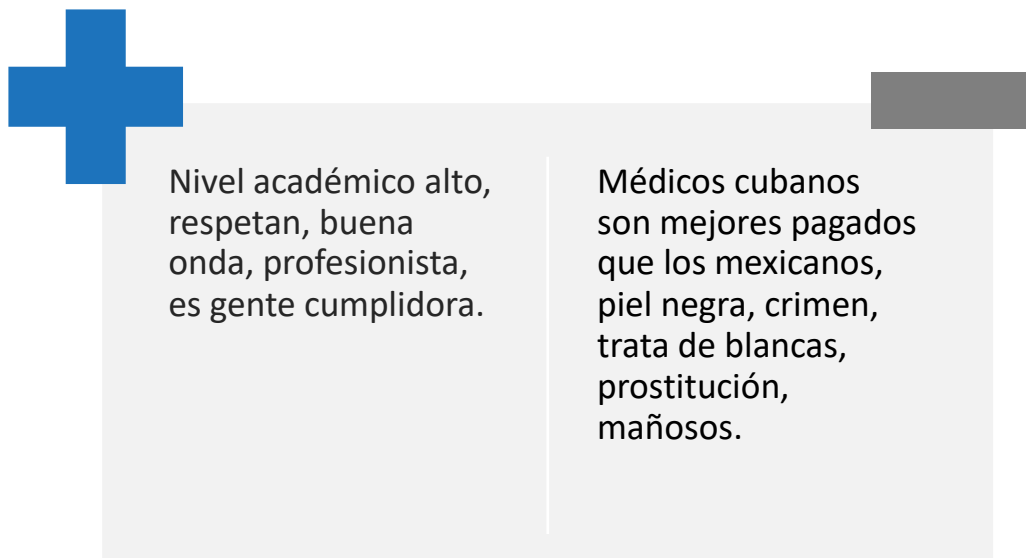 Nivel académico alto,
respetan, buena
onda, profesionista,
es gente cumplidora.
Médicos cubanos
son mejores pagados
que los mexicanos,
piel negra, crimen,
trata de blancas,
prostitución,
mañosos.